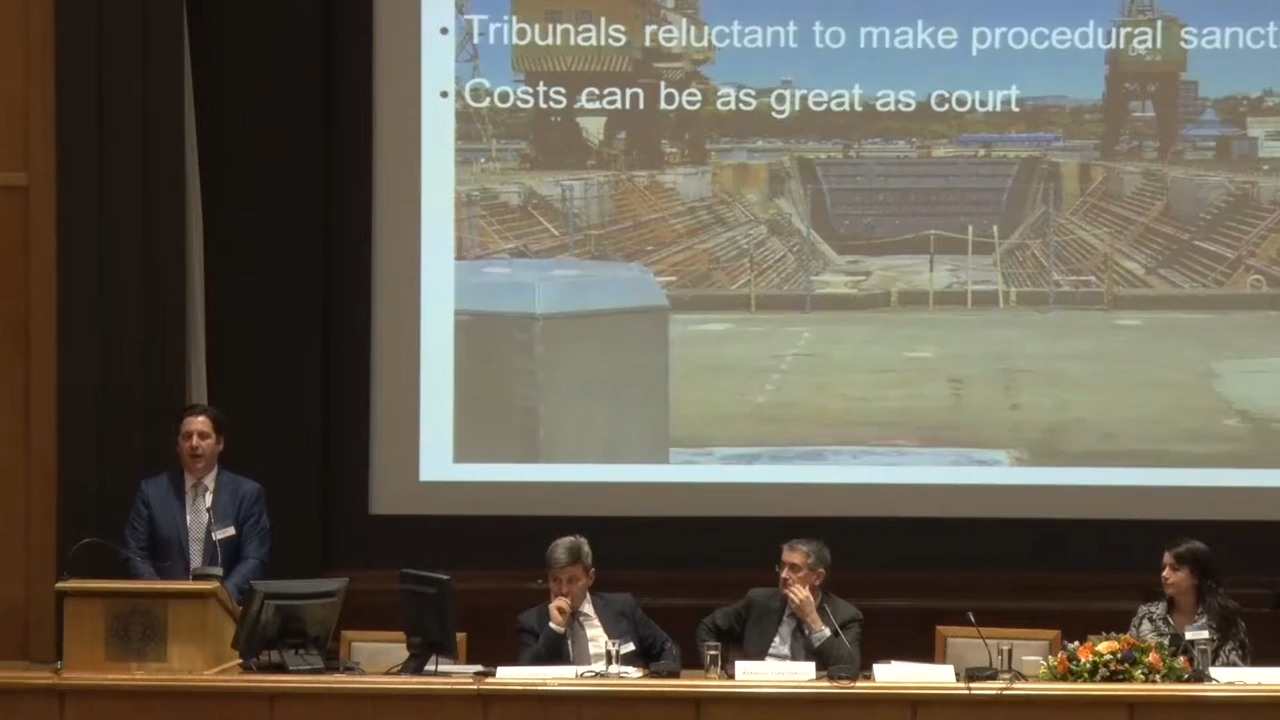 • Tribunals reluctant to make procedural sanct
• Costs can be as great as court